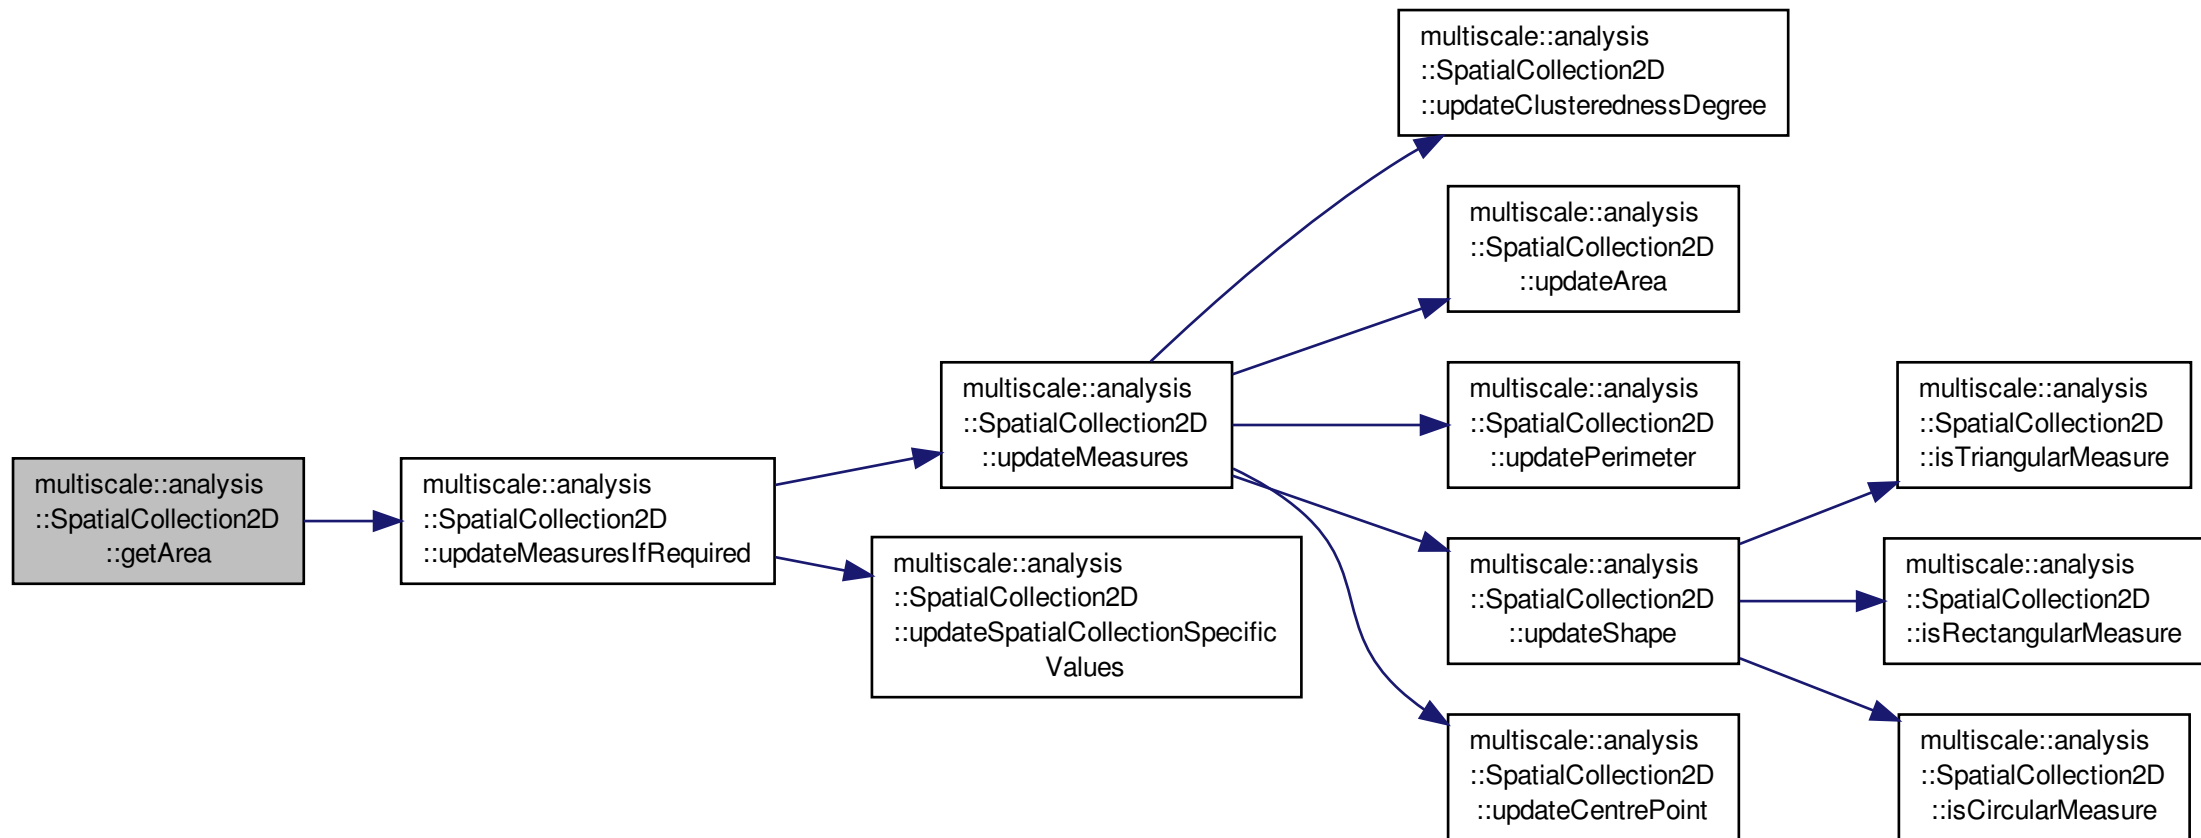 multiscale::analysis
::SpatialCollection2D
::getArea
multiscale::analysis
::SpatialCollection2D
::updateMeasuresIfRequired
multiscale::analysis
::SpatialCollection2D
::updateMeasures
multiscale::analysis
::SpatialCollection2D
::updateSpatialCollectionSpecific
Values
multiscale::analysis
::SpatialCollection2D
::updateClusterednessDegree
multiscale::analysis
::SpatialCollection2D
::updateArea
multiscale::analysis
::SpatialCollection2D
::updatePerimeter
multiscale::analysis
::SpatialCollection2D
::updateShape
multiscale::analysis
::SpatialCollection2D
::updateCentrePoint
multiscale::analysis
::SpatialCollection2D
::isTriangularMeasure
multiscale::analysis
::SpatialCollection2D
::isRectangularMeasure
multiscale::analysis
::SpatialCollection2D
::isCircularMeasure